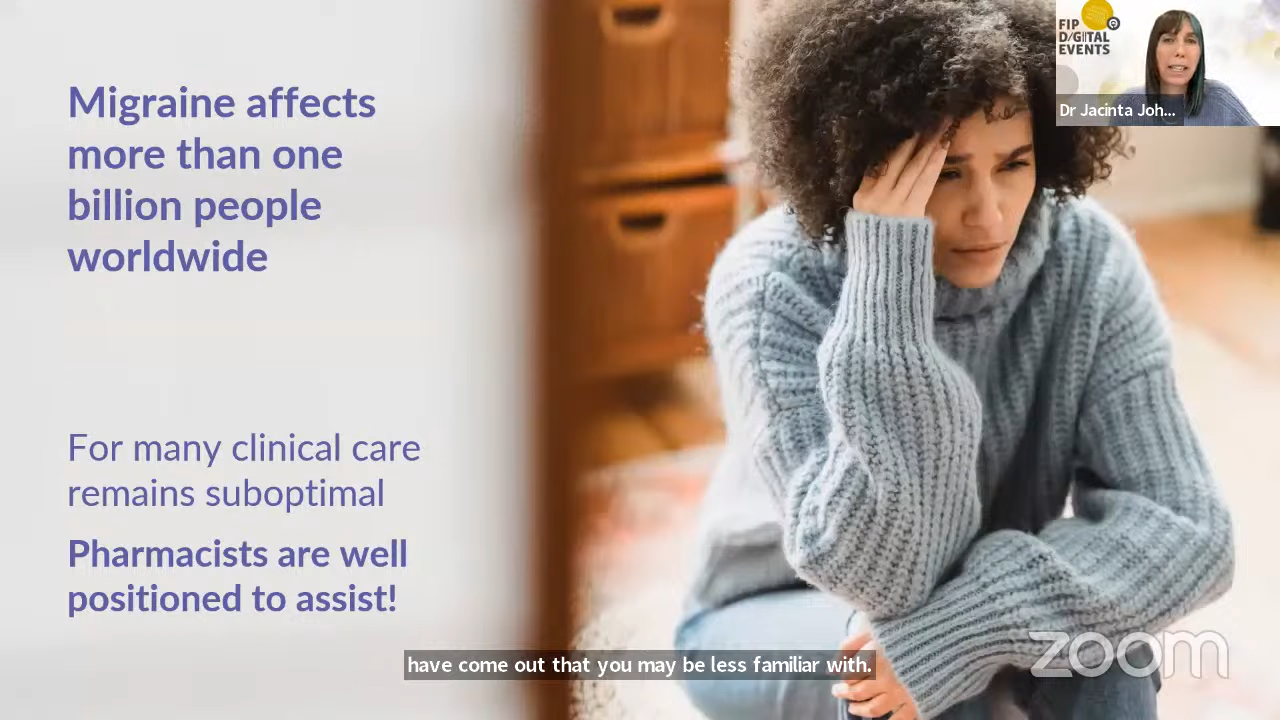 Migraine affects
more than one
billion people
worldwide
For many clinical care
remains suboptimal
Pharmacists are well
positioned to assist!
FIP
DIGITAL
EVENTS
Dr Jacinta Joh...
have come out that you may be less familiar with.
zoom